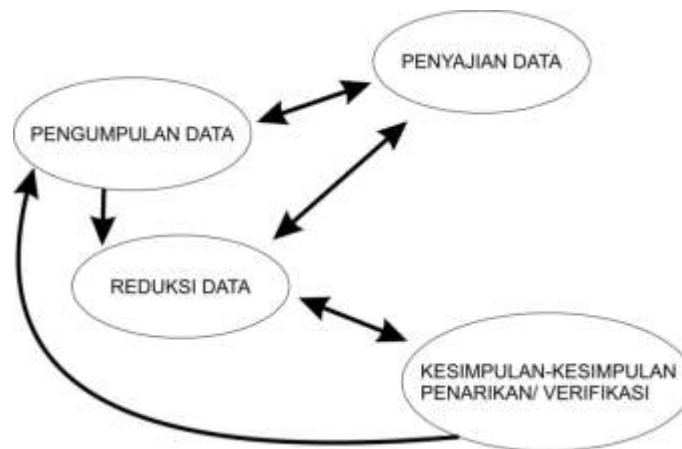 PENYAJIAN DATA
PENGUMPULAN DATA
REDUKSI DATA
KESIMPULAN-KESIMPULAN
PENARIKAN/ VERIFIKASI